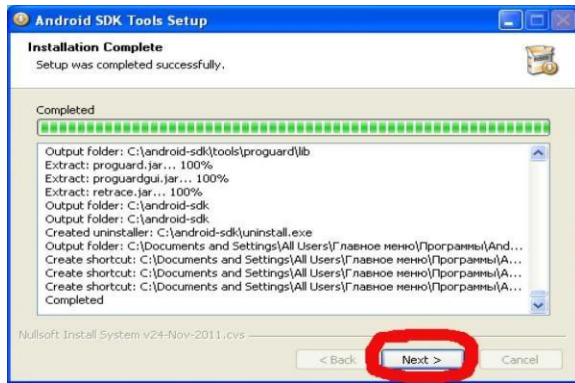 Android SDK Tools Setup
Installation Complete
Setup was completed successfully.
Completed
Output folder: C:\android-sdk\tools\proguard\lib
Extract: proguard.jar... 100%
Extract: proguardgui.jar... 100%
Extract: retrace.jar... 100%
Output folder: C:\android-sdk
Output folder: C:\android-sdk
Created uninstaller: C:\android-sdk\uninstall.exe
Output folder: C:\Documents and Settings\All Users\Главное меню\Программы\And...
Create shortcut: C:\Documents and Settings\All Users\Главное меню\Программы\A...
Create shortcut: C:\Documents and Settings\All Users\Главное меню\Программы\A...
Create shortcut: C:\Documents and Settings\All Users\Главное меню\Программы\A...
Completed
Nullsoft Install System v24-Nov-2011.cvs
< Back Next > Cancel